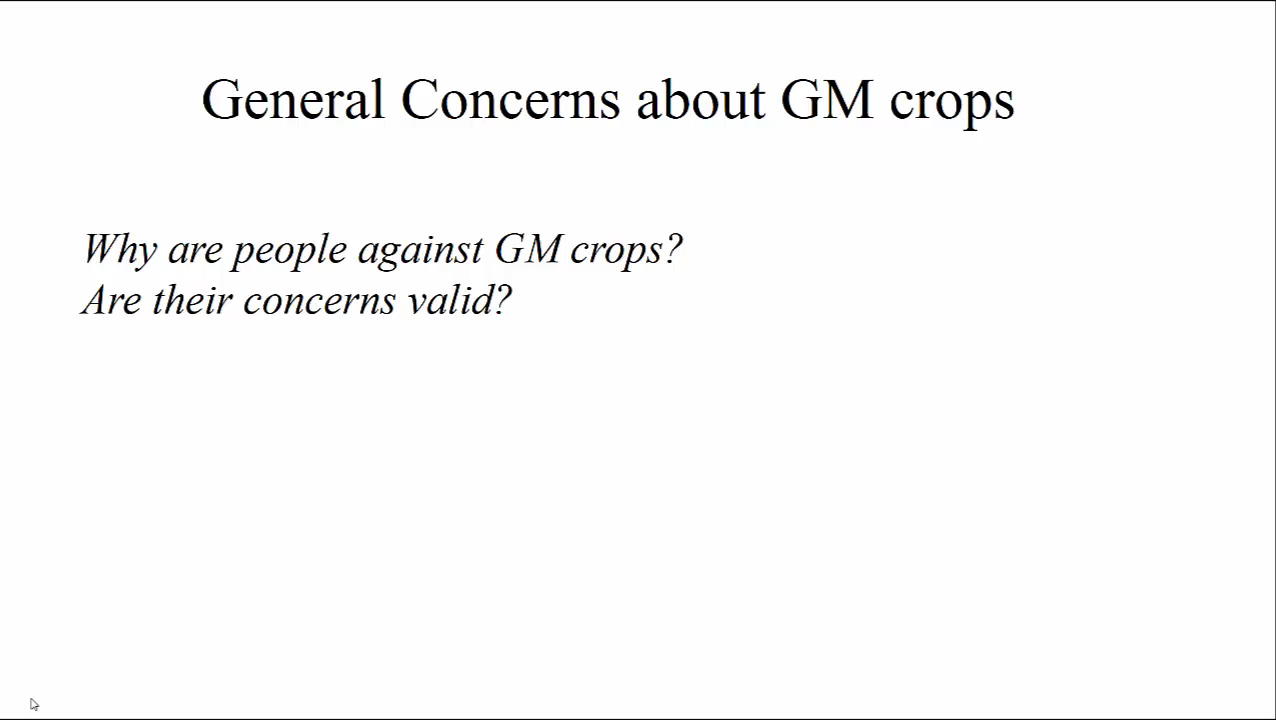 General Concerns about GM crops
Why are people against GM crops?
Are their concerns valid?